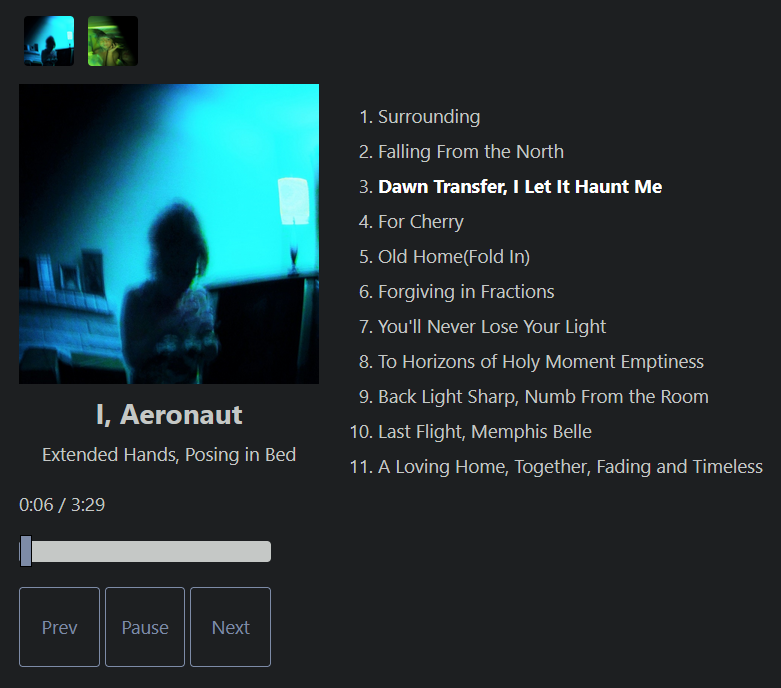 I, Aeronaut
Extended Hands, Posing in Bed
0:06 / 3:29
Prev
Pause
Next
1. Surrounding
2. Falling From the North
3. Dawn Transfer, I Let It Haunt Me
4. For Cherry
5. Old Home(Fold In)
6. Forgiving in Fractions
7. You'll Never Lose Your Light
8. To Horizons of Holy Moment Emptiness
9. Back Light Sharp, Numb From the Room
10. Last Flight, Memphis Belle
11. A Loving Home, Together, Fading and Timeless